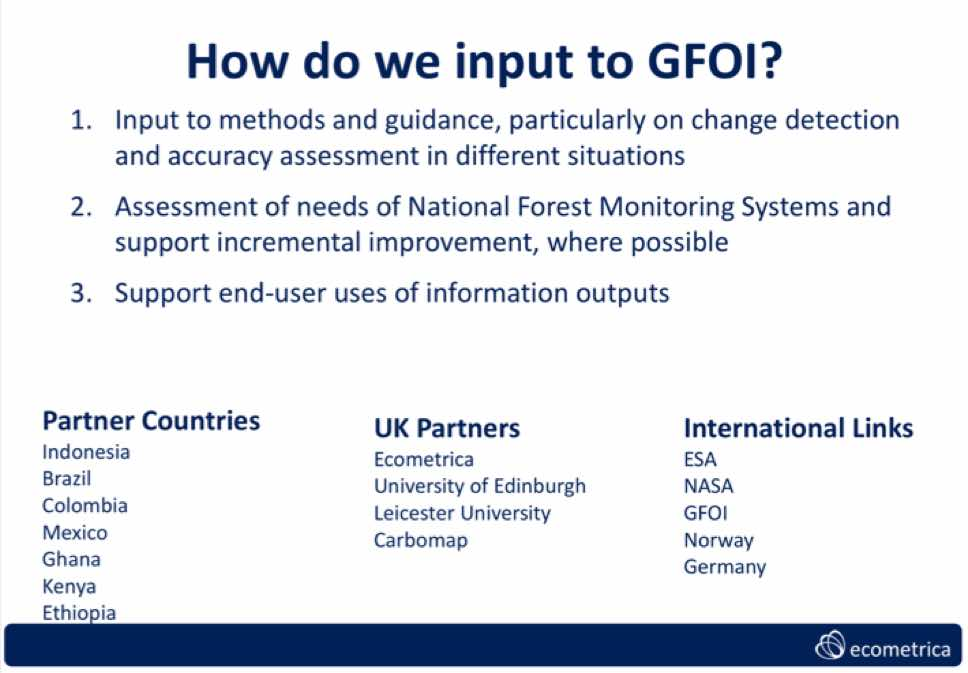 How do we input to GFOI?
1. Input to methods and guidance, particularly on change detection
and accuracy assessment in different situations
2. Assessment of needs of National Forest Monitoring Systems and
support incremental improvement, where possible
3. Support end-user uses of information outputs
Partner Countries
Indonesia
Brazil
Colombia
Mexico
Ghana
Kenya
Ethiopia
UK Partners
Ecometrica
University of Edinburgh
Leicester University
Carbomap
International Links
ESA
NASA
GFOI
Norway
Germany
ecometrica